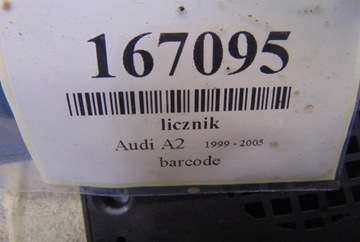 167095
licznik
Audi A2 1999 - 2005
barcode